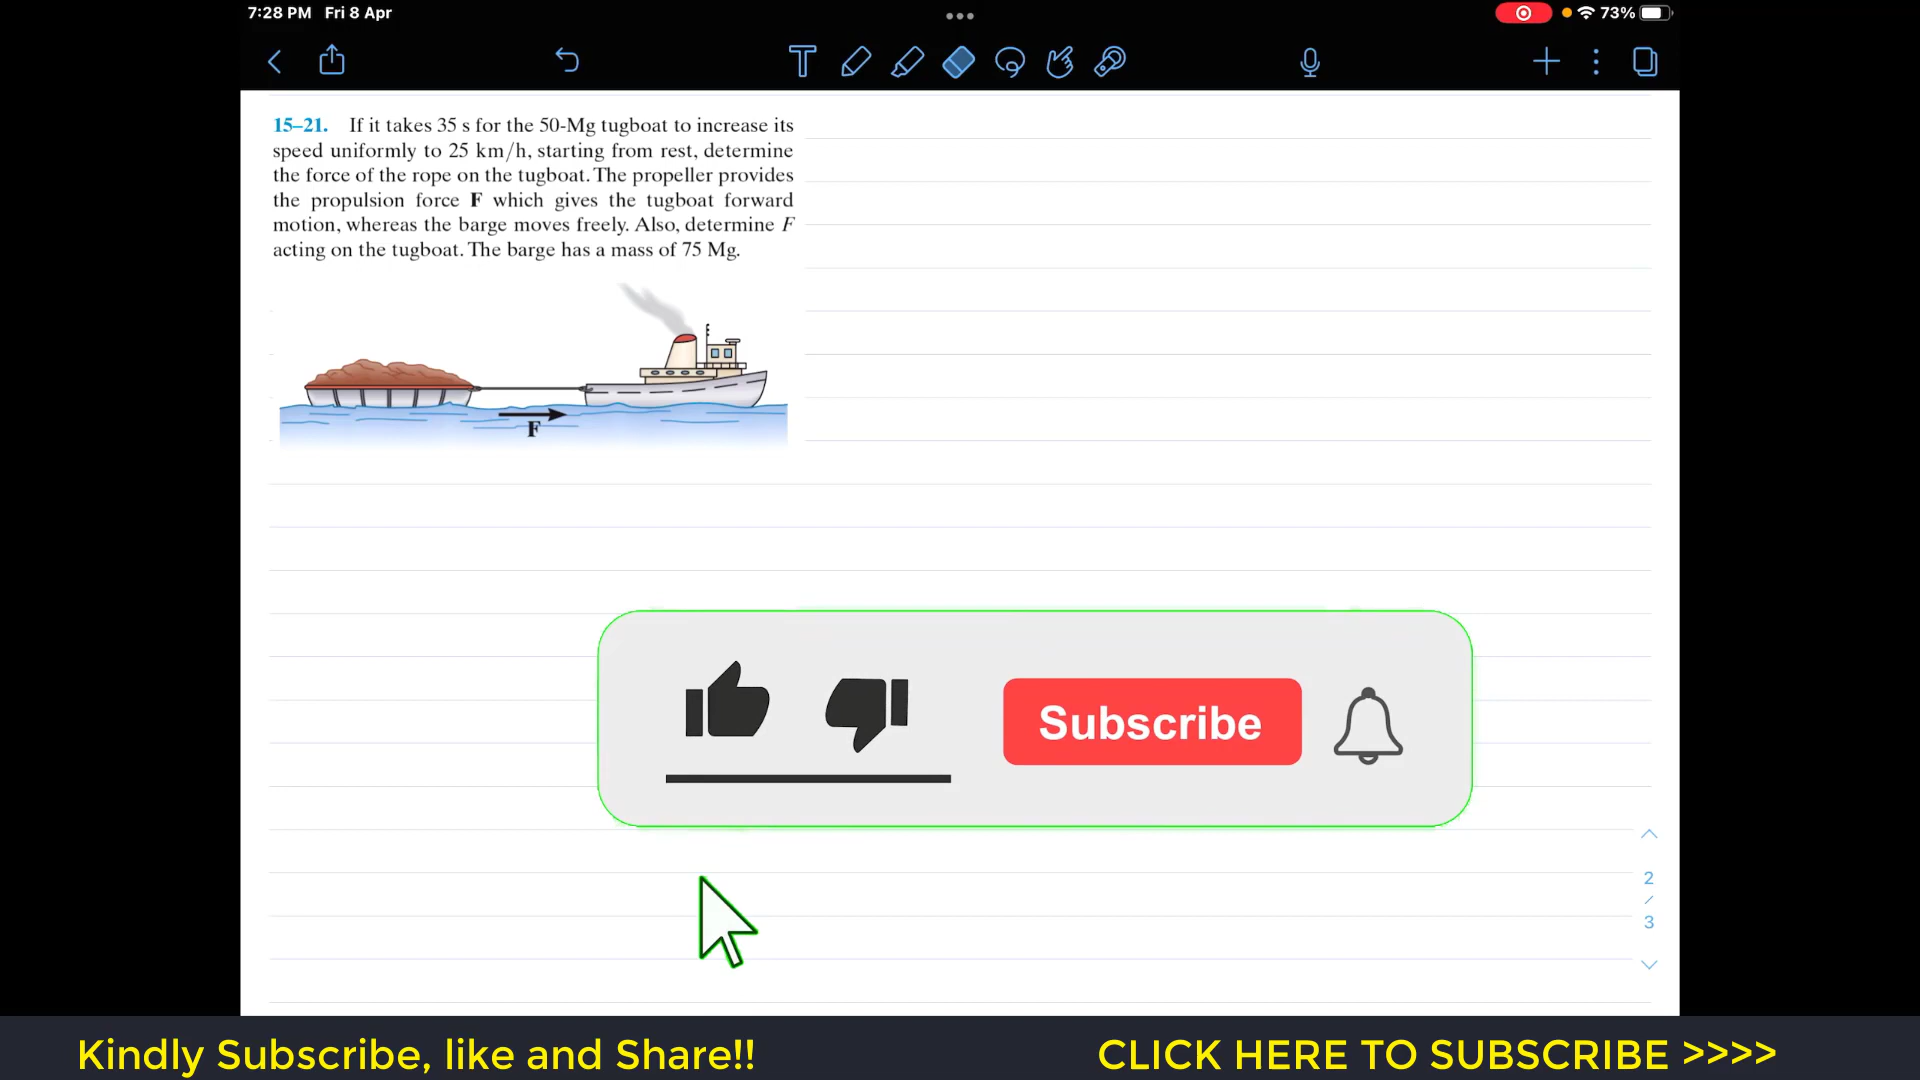 7:28 PM Fri 8 Apr
73%
15–21. If it takes 35 s for the 50-Mg tugboat to increase its
speed uniformly to 25 km/h, starting from rest, determine
the force of the rope on the tugboat. The propeller provides
the propulsion force F which gives the tugboat forward
motion, whereas the barge moves freely. Also, determine F
acting on the tugboat. The barge has a mass of 75 Mg.
F
Subscribe
2
/
3
Kindly Subscribe, like and Share!!
CLICK HERE TO SUBSCRIBE >>>>